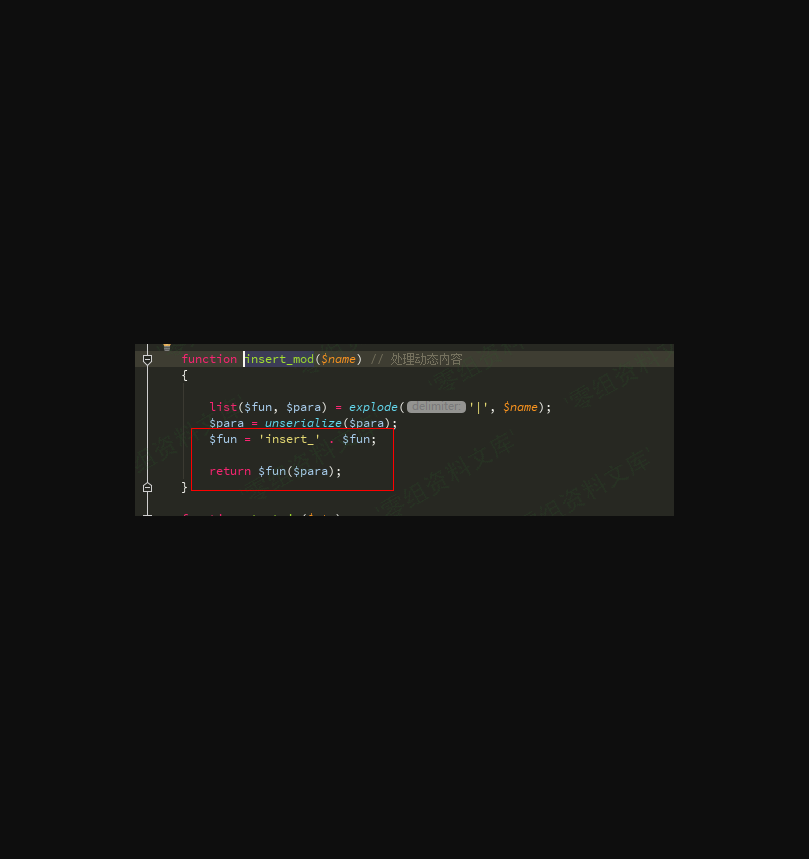 function insert_mod($name) // 处理动态内容
{
list($fun, $para) = explode( delimiter: '|', $name);
$para = unserialize($para);
$fun = 'insert_' . $fun;
return $fun($para);
}